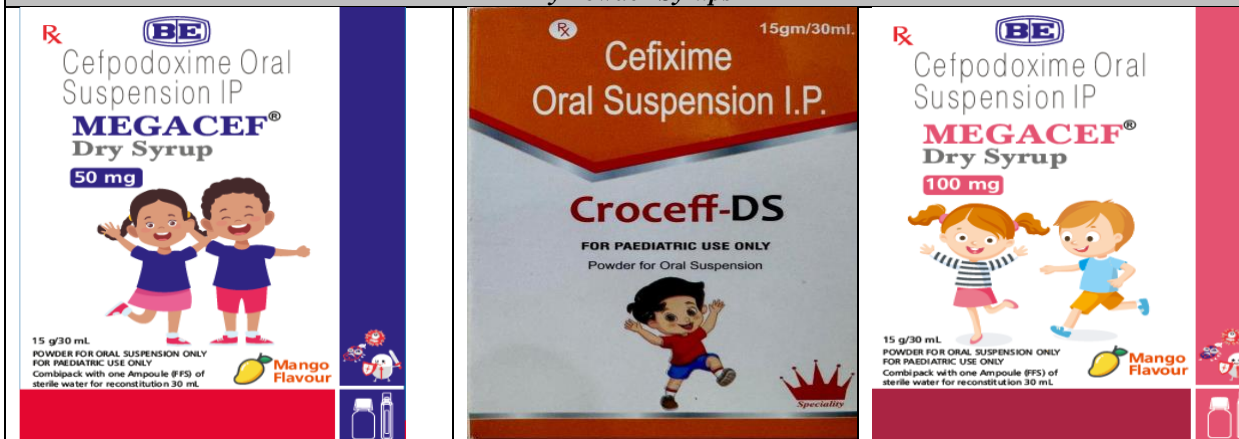 Rx
BE
Cefpodoxime Oral
Suspension IP
MEGACEF®
Dry Syrup
50 mg
15 g/30 mL
POWDER FOR ORAL SUSPENSION ONLY
FOR PAEDIATRIC USE ONLY
Combipack with one Ampoule (FFS) of
sterile water for reconstitution 30 mL
Mango
Flavour
Rx
15gm/30ml.
Cefixime
Oral Suspension I.P.
Croceff-DS
FOR PAEDIATRIC USE ONLY
Powder for Oral Suspension
Speciality
Rx
BE
Cefpodoxime Oral
Suspension IP
MEGACEF®
Dry Syrup
100 mg
15 g/30 mL
POWDER FOR ORAL SUSPENSION ONLY
FOR PAEDIATRIC USE ONLY
Combipack with one Ampoule (FFS) of
sterile water for reconstitution 30 mL
Mango
Flavour